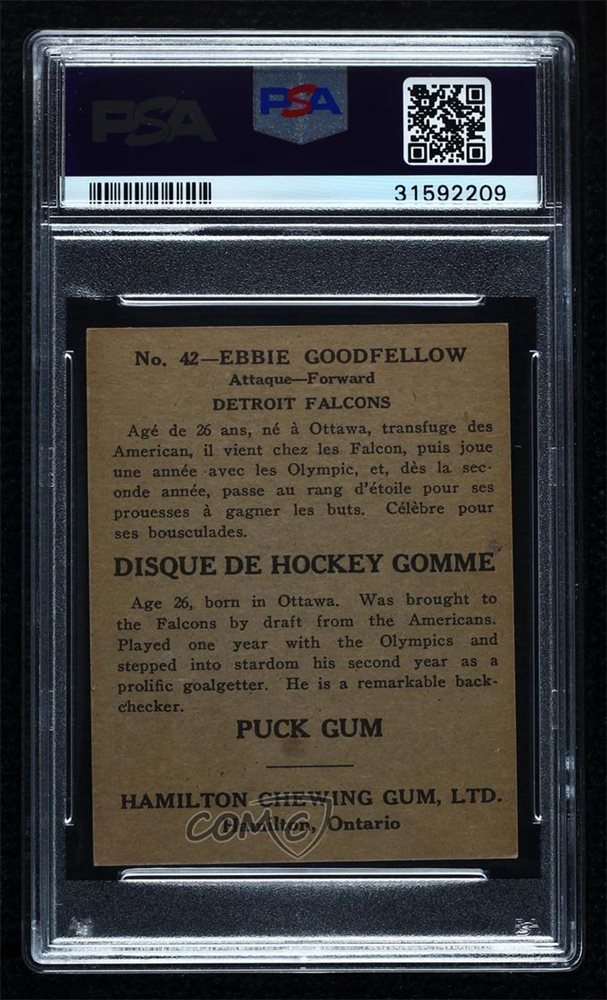 PSA
PSA
31592209
No. 42—EBBIE GOODFELLOW
Attaque—Forward
DETROIT FALCONS
Agé de 26 ans, né à Ottawa, transfuge des
American, il vient chez les Falcon, puis joue
une année avec les Olympic, et, dès la sec-
onde année, passe au rang d'étoile pour ses
prouesses à gagner les buts. Célèbre pour
ses bousculades.
DISQUE DE HOCKEY GOMME
Age 26, born in Ottawa. Was brought to
the Falcons by draft from the Americans.
Played one year with the Olympics and
stepped into stardom his second year as a
prolific goalgetter. He is a remarkable back-
checker.
PUCK GUM
HAMILTON CHEWING GUM, LTD.
Hamilton, Ontario
COMC